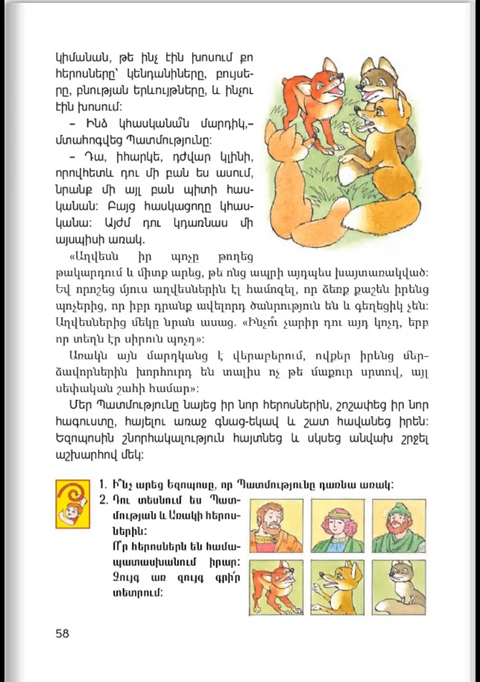 կիմանան, թե ինչ էին խոսում քո
հերոսները՝ կենդանիները, բույսե-
րը, բնության երևույթները, և ինչու
էին խոսում:
– Ինձ կհասկանա՞ն մարդիկ,–
մտահոգվեց Պատմությունը:
– Դա, իհարկե, դժվար կլինի,
որովհետև դու մի բան ես ասում,
նրանք մի այլ բան պիտի հաս-
կանան: Բայց հասկացողը կհաս-
կանա: Այժմ դու կդառնաս մի
այսպիսի առակ.
«Աղվեսն իր պոչը թողեց
թակարդում և միտք արեց, թե ոնց ապրի այդպես խայտառակված:
Եվ որոշեց մյուս աղվեսներին էլ համոզել, որ ձեռք քաշեն իրենց
պոչերից, որ իբր դրանք ավելորդ ծանրություն են և գեղեցիկ չեն:
Աղվեսներից մեկը նրան ասաց. «Ինչո՞ւ չարիր դու այդ կոչդ, երբ
որ տեղն էր սիրուն պոչդ»:
Առակն այն մարդկանց է վերաբերում, ովքեր իրենց մեր-
ձավորներին խորհուրդ են տալիս ոչ թե մաքուր սրտով, այլ
սեփական շահի համար»:
Մեր Պատմությունը նայեց իր նոր հերոսներին, շոշափեց իր նոր
հագուստը, հայելու առաջ գնաց-եկավ և շատ հավանեց իրեն:
Եզոպոսին շնորհակալություն հայտնեց և սկսեց անվախ շրջել
աշխարհով մեկ:
1. Ի՞նչ արեց Եզոպոսը, որ Պատմությունը դառնա առակ:
2. Դու տեսնում ես Պատ-
մության և Առակի հերոս-
ներին:
Ո՞ր հերոսներն են համա-
պատասխանում իրար:
Զույգ առ զույգ գրի՛ր
տետրում:
58